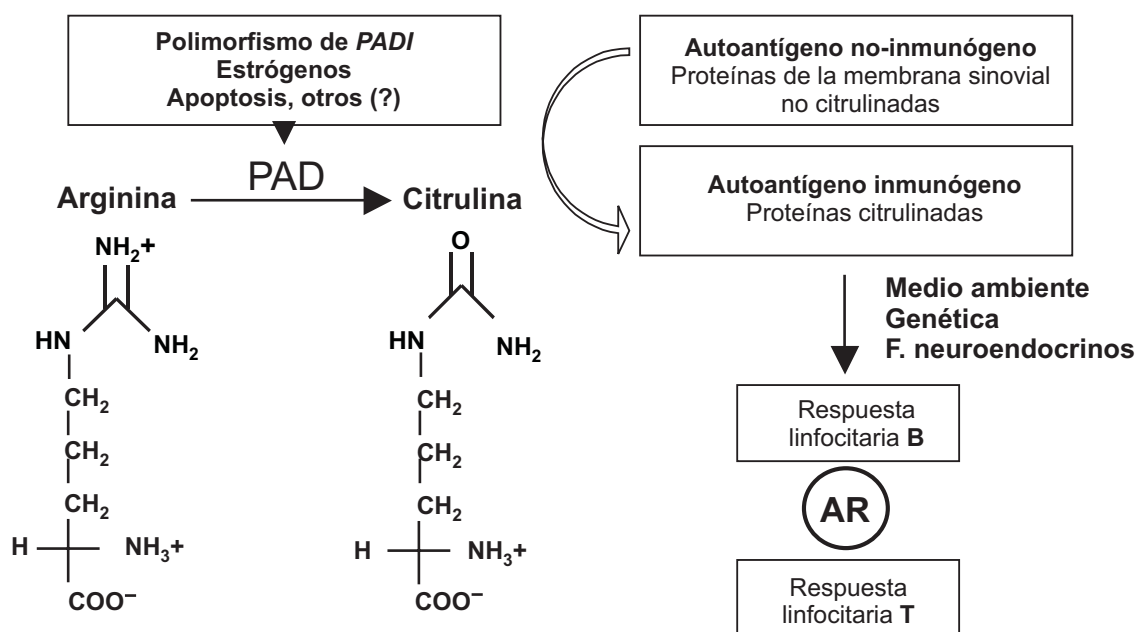 Polimorfismo de PADI
Estrógenos
Apoptosis, otros (?)
PAD
Arginina
Citrulina
NH₂+
HN
NH₂
CH₂
CH₂
CH₂
H
NH₃+
COO⁻
O
HN
NH₂
CH₂
CH₂
CH₂
H
NH₃+
COO⁻
Autoantígeno no-inmunógeno
Proteínas de la membrana sinovial
no citrulinadas
Autoantígeno inmunógeno
Proteínas citrulinadas
Medio ambiente
Genética
F. neuroendocrinos
Respuesta
linfocitaria B
AR
Respuesta
linfocitaria T